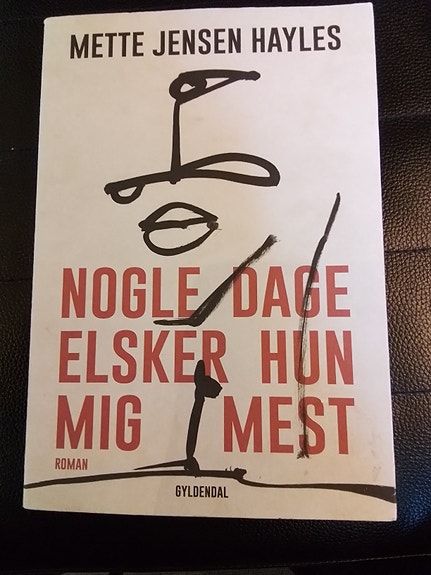 METTE JENSEN HAYLES
NOGLE DAGE
ELSKER HUN
MIG MEST
ROMAN
GYLDENDAL